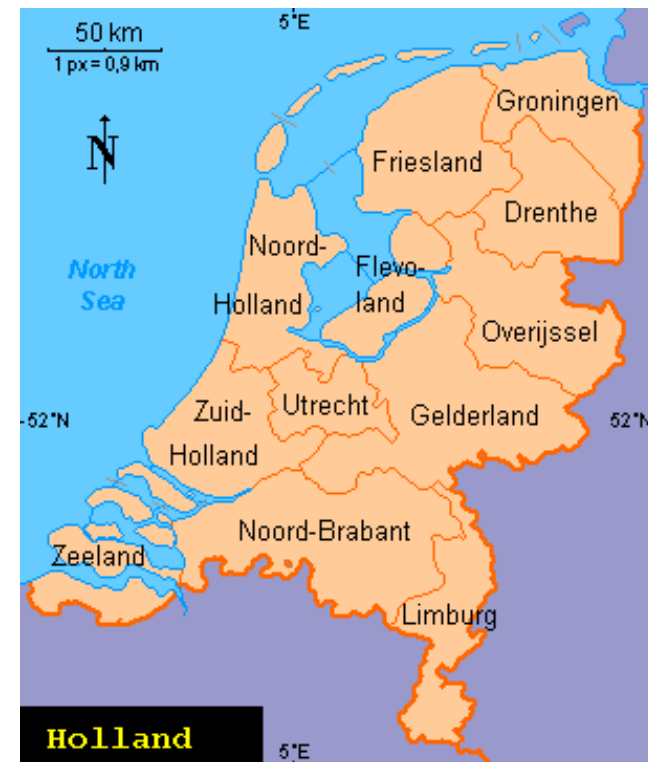 5°E
50 km
1 px = 0,9 km
N
Groningen
Friesland
Drenthe
Noord-
Holland
Flevo-
land
North
Sea
Overijssel
Utrecht
Gelderland
Zuid-
Holland
52°N
52°N
Noord-Brabant
Zeeland
Limburg
Holland
5°E